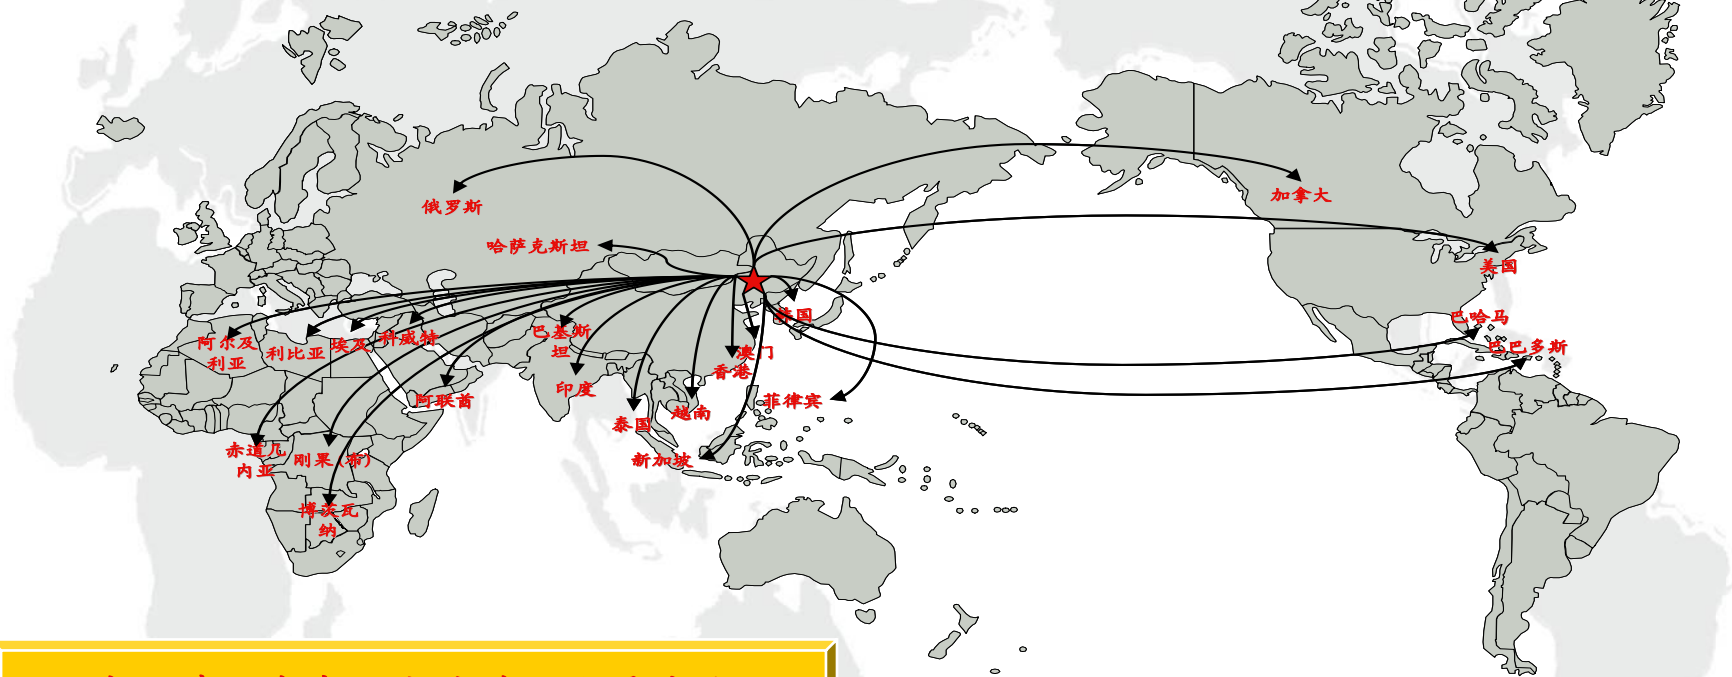 俄罗斯
加拿大
哈萨克斯坦
美国
韩国
巴哈马
阿尔及
利亚
利比亚
埃及
科威特
巴基斯
坦
澳门
香港
巴巴多斯
阿联酋
印度
泰国
越南
菲律宾
赤道几
内亚
刚果(布)
新加坡
博茨瓦
纳